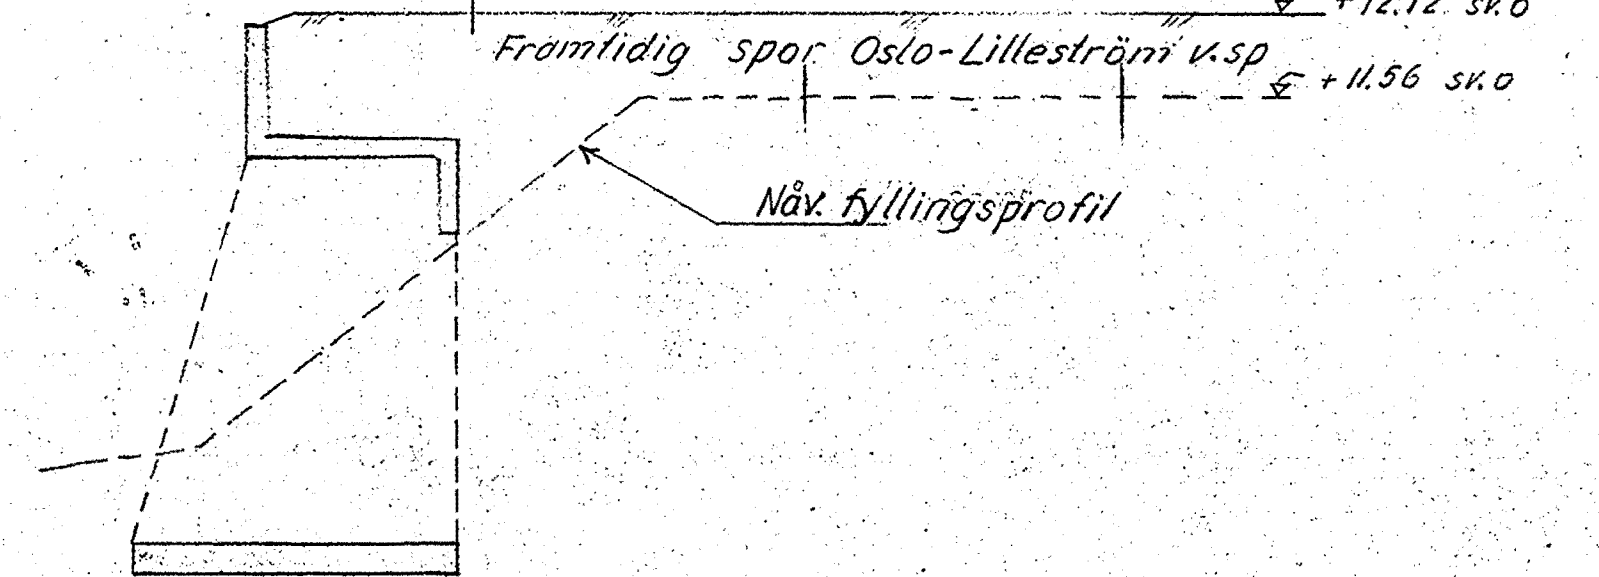 +12.12 sv.o
Framtidig spor Oslo-Lilleström v.sp
+11.56 sv.o
Nåv. fyllingsprofil